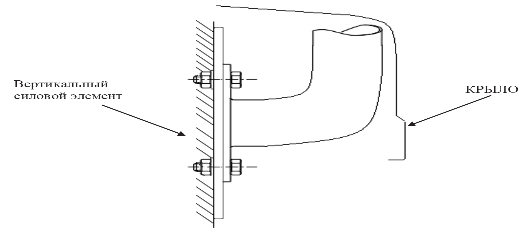 Вертикальный
силовой элемент
КРЫЛО